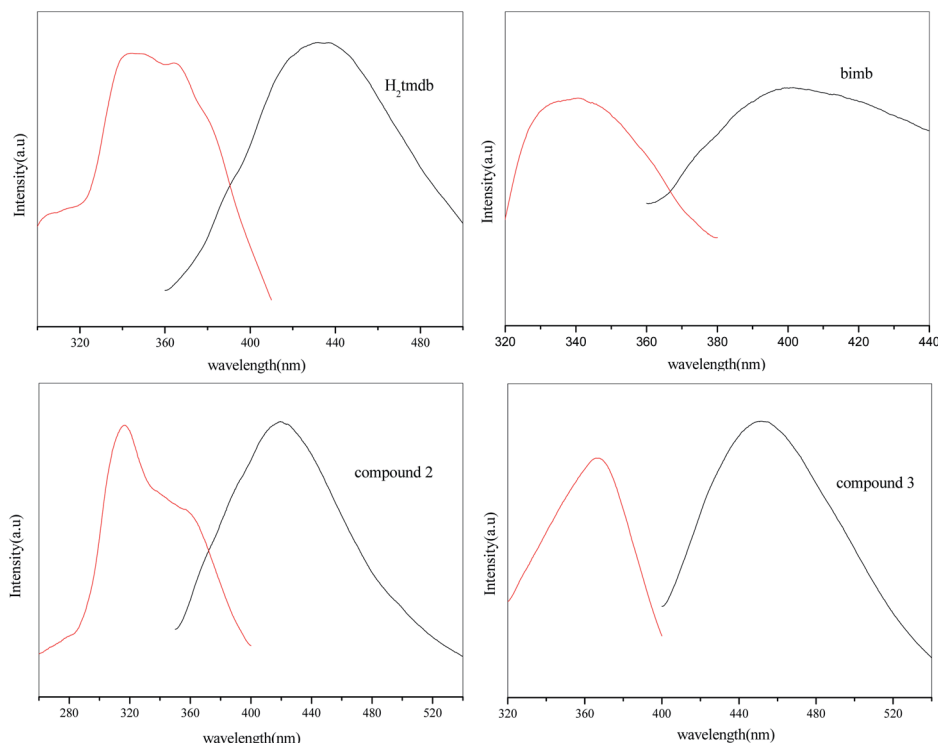 H₂tmdb
Intensity(a.u)
320 360 400 440 480
wavelength(nm)
bimb
Intensity(a.u)
320 340 360 380 400 420 440
wavelength(nm)
compound 2
Intensity(a.u)
280 320 360 400 440 480 520
wavelength(nm)
compound 3
Intensity(a.u)
320 360 400 440 480 520
wavelength(nm)